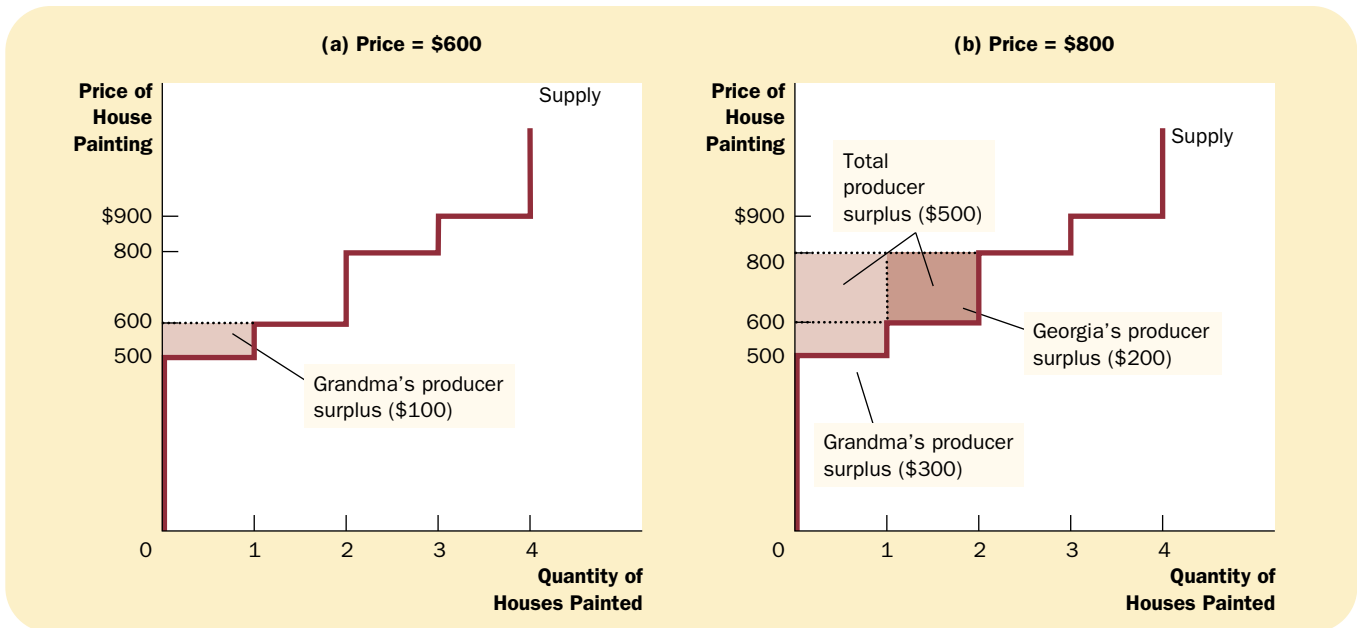 (a) Price = $600
Price of
House
Painting
Supply
$900
800
600
500
Grandma’s producer
surplus ($100)
0
1
2
3
4
Quantity of
Houses Painted
(b) Price = $800
Price of
House
Painting
Supply
Total
producer
surplus ($500)
$900
800
600
500
Georgia’s producer
surplus ($200)
Grandma’s producer
surplus ($300)
0
1
2
3
4
Quantity of
Houses Painted